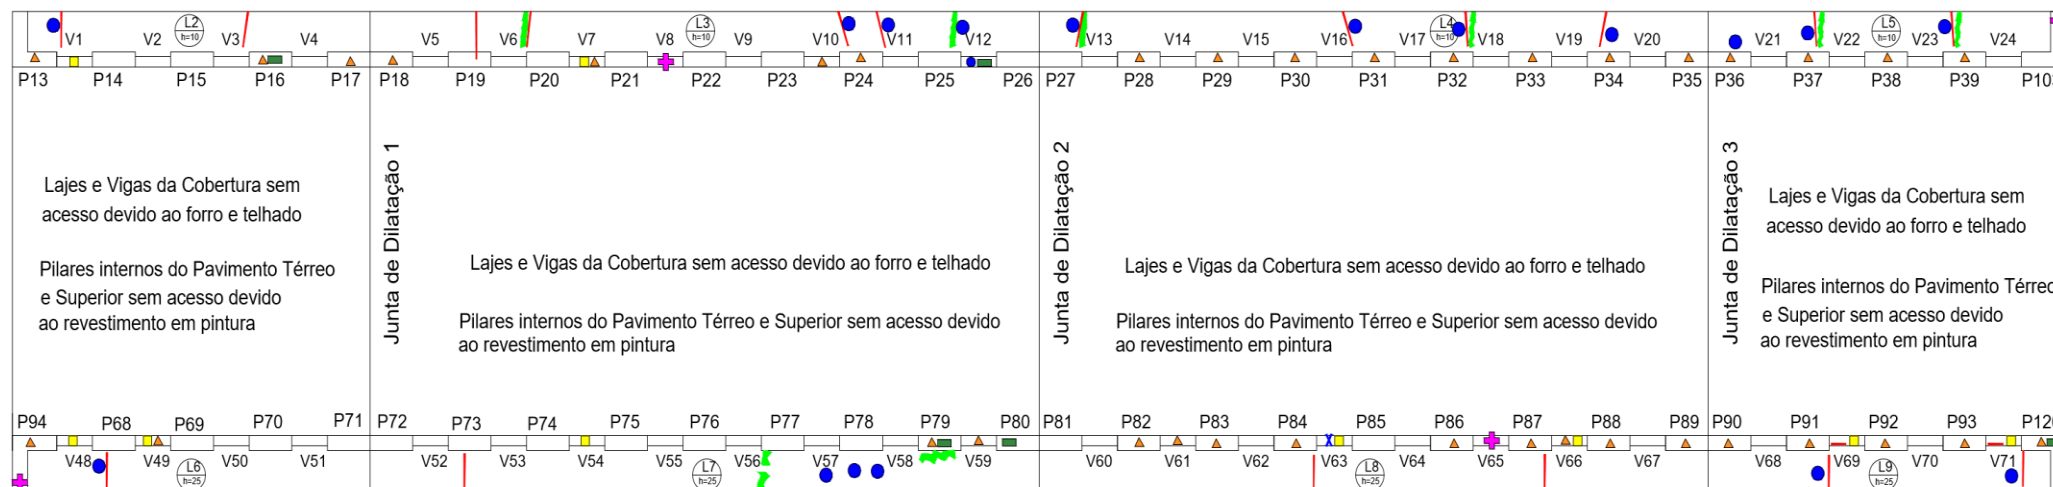 V1 V2 L2 h=10 V3 V4 V5 V6 V7 V8 L3 h=10 V9 V10 V11 V12 V13 V14 V15 V16 V17 L4 h=10 V18 V19 V20 V21 V22 L5 h=10 V23 V24
P13 P14 P15 P16 P17 P18 P19 P20 P21 P22 P23 P24 P25 P26 P27 P28 P29 P30 P31 P32 P33 P34 P35 P36 P37 P38 P39 P103
Lajes e Vigas da Cobertura sem
acesso devido ao forro e telhado
Pilares internos do Pavimento Térreo
e Superior sem acesso devido
ao revestimento em pintura
Junta de Dilatação 1
Lajes e Vigas da Cobertura sem acesso devido ao forro e telhado
Pilares internos do Pavimento Térreo e Superior sem acesso devido
ao revestimento em pintura
Junta de Dilatação 2
Lajes e Vigas da Cobertura sem acesso devido ao forro e telhado
Pilares internos do Pavimento Térreo e Superior sem acesso devido
ao revestimento em pintura
Junta de Dilatação 3
Lajes e Vigas da Cobertura sem
acesso devido ao forro e telhado
Pilares internos do Pavimento Térreo
e Superior sem acesso devido
ao revestimento em pintura
P94 P68 P69 P70 P71 P72 P73 P74 P75 P76 P77 P78 P79 P80 P81 P82 P83 P84 P85 P86 P87 P88 P89 P90 P91 P92 P93 P120
X
V48 V49 L6 h=25 V50 V51 V52 V53 V54 V55 L7 h=25 V56 V57 V58 V59 V60 V61 V62 V63 L8 h=25 V64 V65 V66 V67 V68 V69 L9 h=25 V70 V71